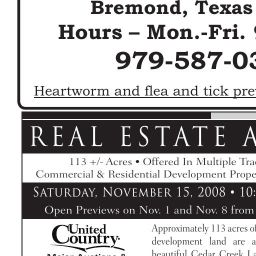 Bremond, Texas
Hours – Mon.-Fri.
979-587-03
Heartworm and flea and tick pre
REAL ESTATE A
113 +/- Acres • Offered In Multiple Tra
Commercial & Residential Development Prope
SATURDAY, NOVEMBER 15, 2008 • 10:
Open Previews on Nov. 1 and Nov. 8 from
United
Country
Approximately 113 acres of
development land are a
beautiful Cedar Creek La